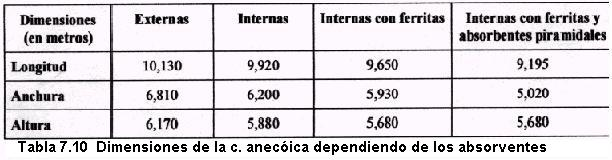 Dimensiones (en metros) Externas Internas Internas con ferritas Internas con ferritas y absorbentes piramidales
Longitud 10,130 9,920 9,650 9,195
Anchura 6,810 6,200 5,930 5,020
Altura 6,170 5,880 5,680 5,680
Tabla 7.10 Dimensiones de la c. anecóica dependiendo de los absorventes